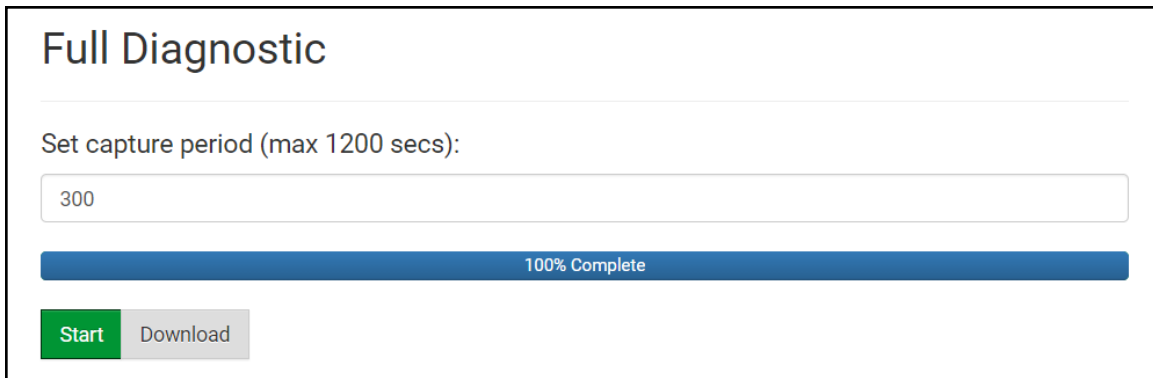 Full Diagnostic
Set capture period (max 1200 secs):
300
100% Complete
Start Download